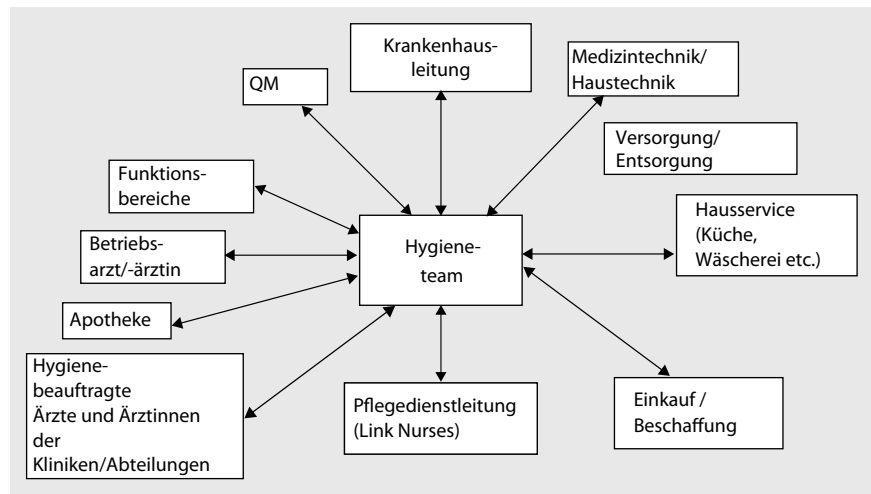 Krankenhaus-
leitung
Medizintechnik/
Haustechnik
QM
Versorgung/
Entsorgung
Funktions-
bereiche
Hausservice
(Küche,
Wäscherei etc.)
Betriebs-
arzt/-ärztin
Hygiene-
team
Apotheke
Hygiene-
beauftragte
Ärzte und Ärztinnen
der
Kliniken/Abteilungen
Pflegedienstleitung
(Link Nurses)
Einkauf /
Beschaffung